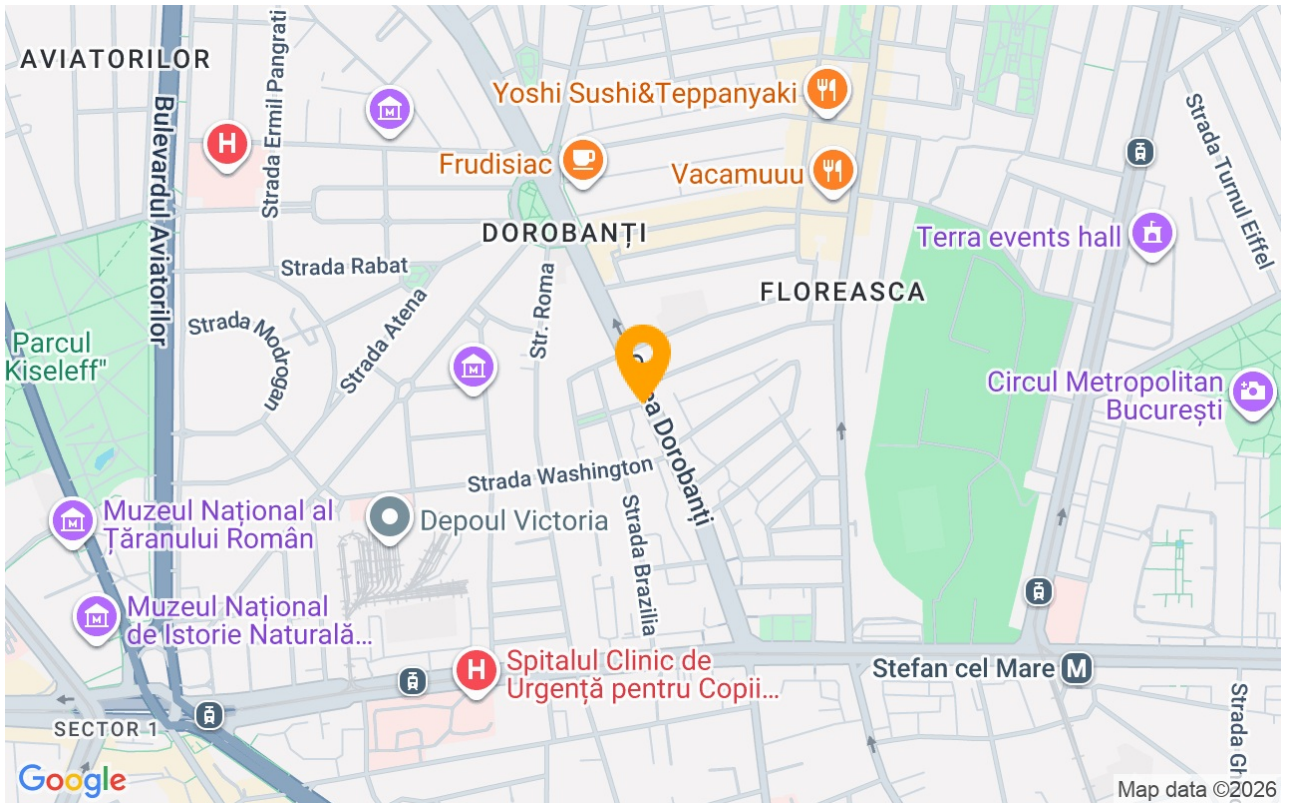 AVIATORILOR
Strada Ermil Pangrati
Bulevardul Aviatorilor
H
Yoshi Sushi&Teppanyaki
Frudisiac
Vacamuuu
Strada Turnul Eiffel
DOROBANȚI
Terra events hall
Strada Rabat
Str. Roma
FLOREASCA
Strada Atena
Strada Modrogan
Parcul
Kiseleff"
Circul Metropolitan
București
ea Dorobanți
Strada Washington
Muzeul Național al
Țăranului Român
Depoul Victoria
Strada Brazilia
Muzeul Național
de Istorie Naturală...
H
Spitalul Clinic de
Urgență pentru Copii...
Stefan cel Mare M
SECTOR 1
Strada Gh
Google
Map data ©2026